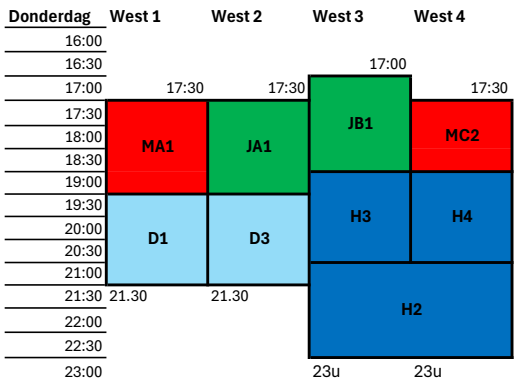 Donderdag West 1 West 2 West 3 West 4
16:00
16:30 17:00
17:00 17:30 17:30 17:30
17:30
JB1
18:00 MA1 JA1 MC2
18:30
19:00
19:30
H3 H4
20:00
D1 D3
20:30
21:00
21:30 21.30 21.30
H2
22:00
22:30
23:00 23u 23u